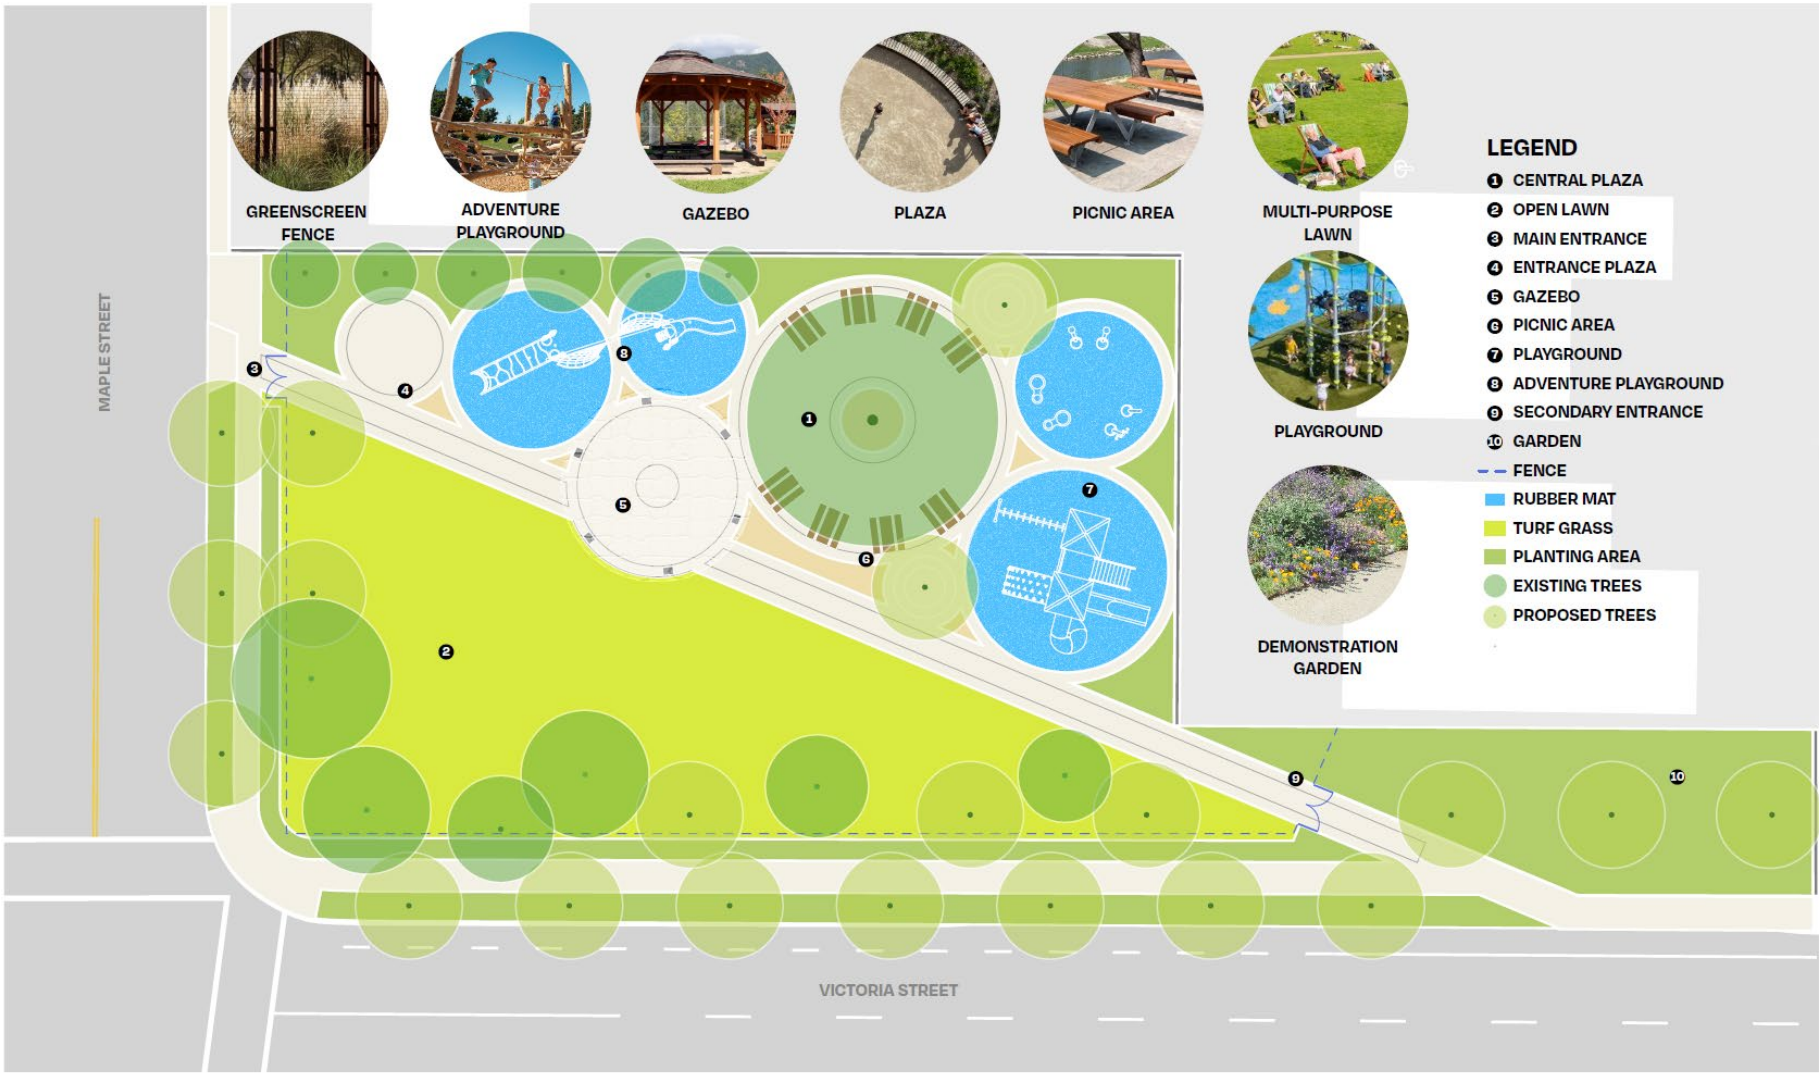 GREENSCREEN
FENCE
ADVENTURE
PLAYGROUND
GAZEBO
PLAZA
PICNIC AREA
MULTI-PURPOSE
LAWN
PLAYGROUND
DEMONSTRATION
GARDEN
LEGEND
1 CENTRAL PLAZA
2 OPEN LAWN
3 MAIN ENTRANCE
4 ENTRANCE PLAZA
5 GAZEBO
6 PICNIC AREA
7 PLAYGROUND
8 ADVENTURE PLAYGROUND
9 SECONDARY ENTRANCE
10 GARDEN
FENCE
RUBBER MAT
TURF GRASS
PLANTING AREA
EXISTING TREES
PROPOSED TREES
MAPLE STREET
3
4
8
1
5
7
6
2
9
10
VICTORIA STREET